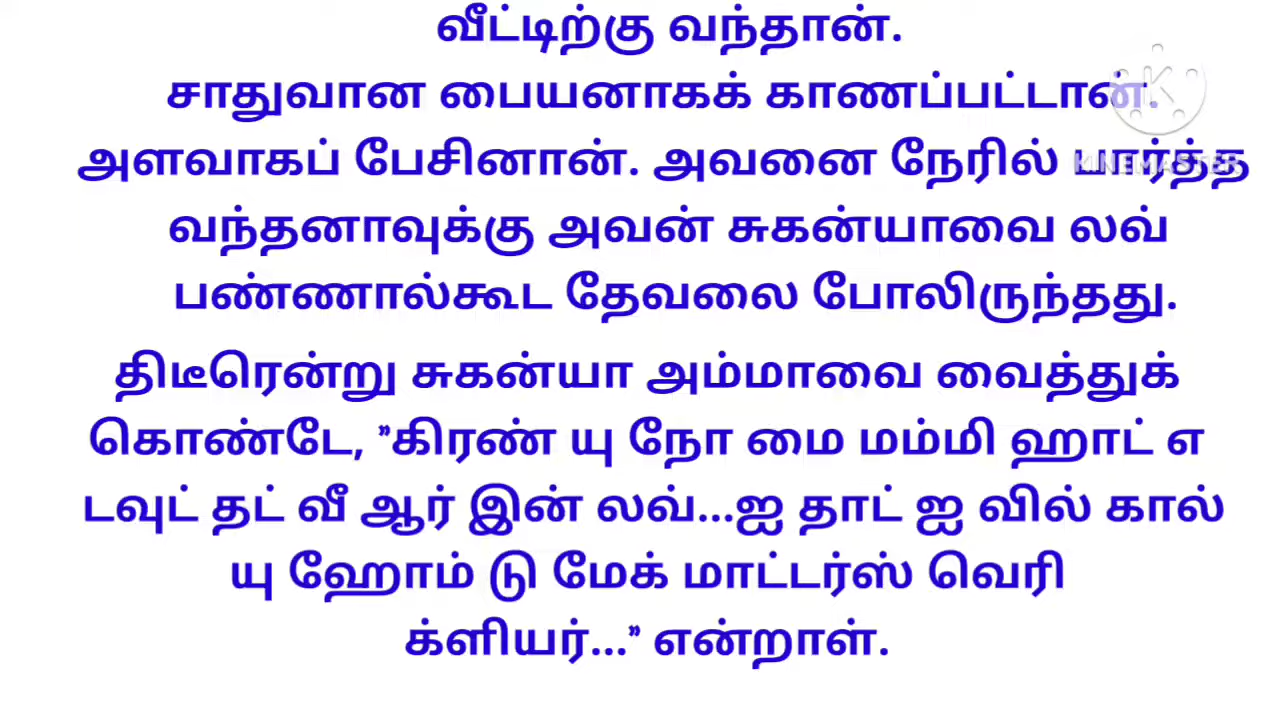 வீட்டிற்கு வந்தான்.
சாதுவான பையனாகக் காணப்பட்டான்.
அளவாகப் பேசினான். அவனை நேரில் பார்த்த
வந்தனாவுக்கு அவன் சுகன்யாவை லவ்
பண்ணால்கூட தேவலை போலிருந்தது.
திடீரென்று சுகன்யா அம்மாவை வைத்துக்
கொண்டே, ”கிரண் யு நோ மை மம்மி ஹாட் எ
டவுட் தட் வீ ஆர் இன் லவ்...ஐ தாட் ஐ வில் கால்
யு ஹோம் டு மேக் மாட்டர்ஸ் வெரி
க்ளியர்...” என்றாள்.
KINEMASTER